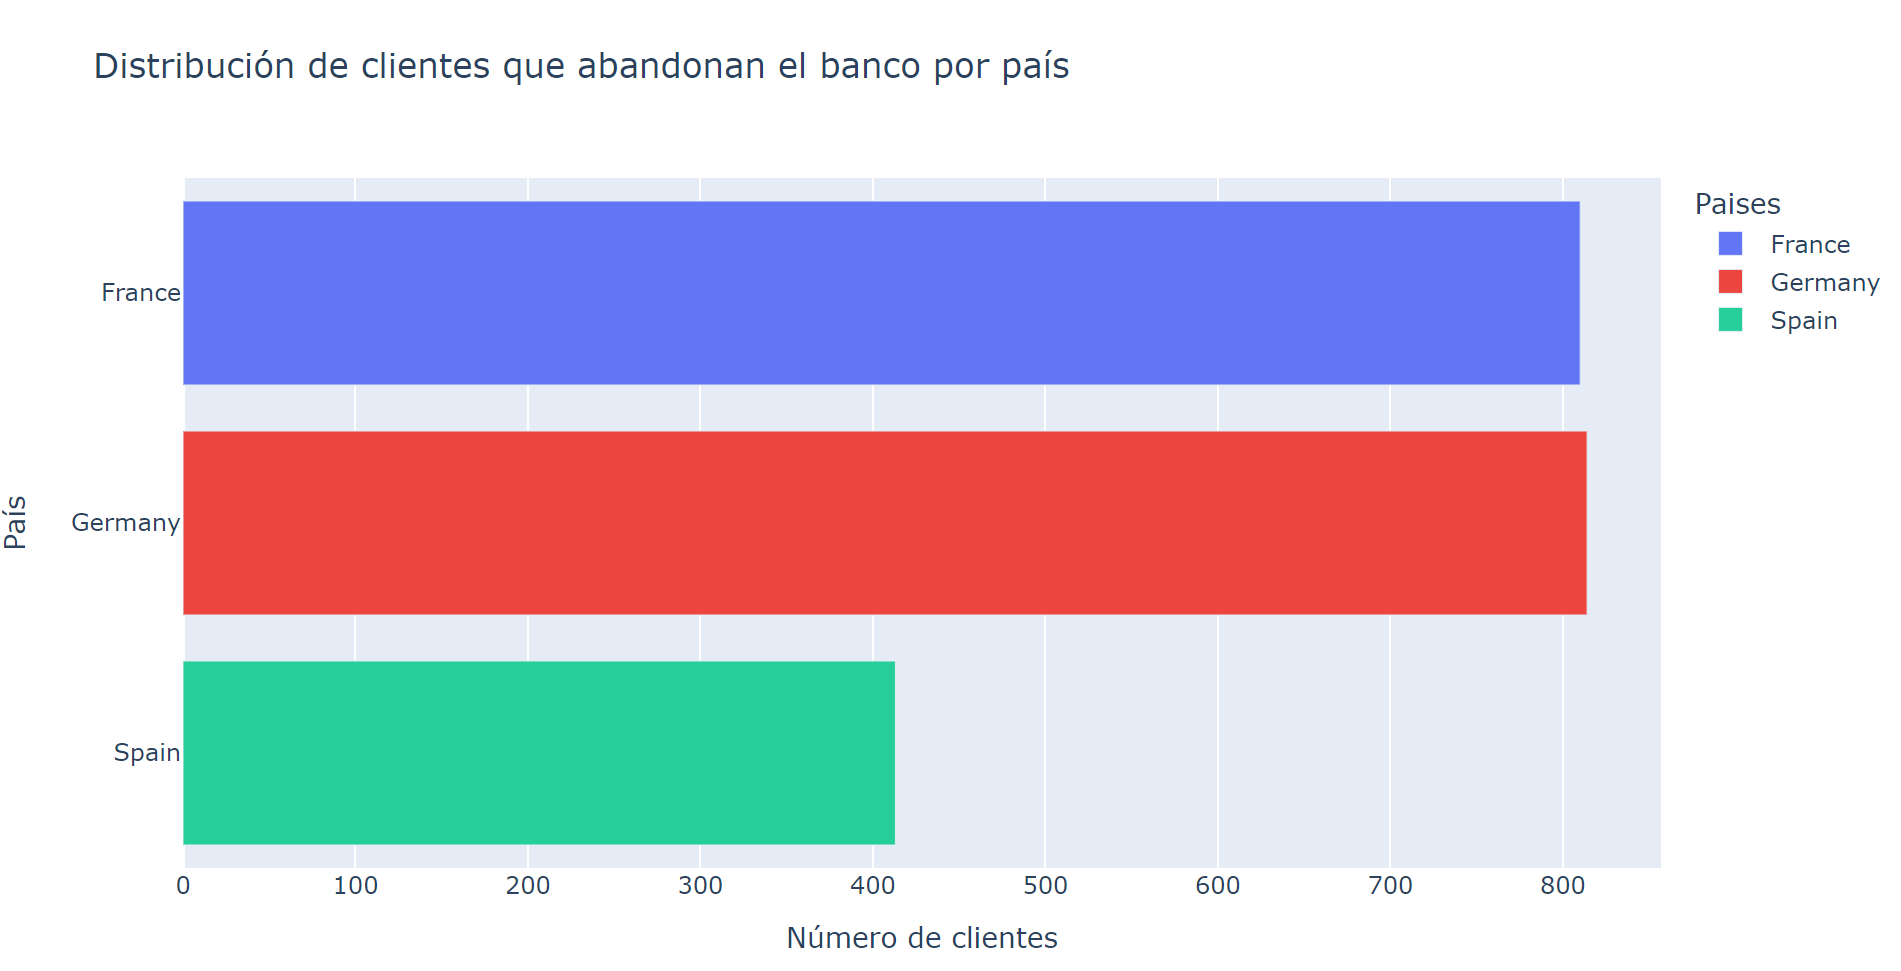 Distribución de clientes que abandonan el banco por país
Paises
France
Germany
Spain
País
France
Germany
Spain
0 100 200 300 400 500 600 700 800
Número de clientes